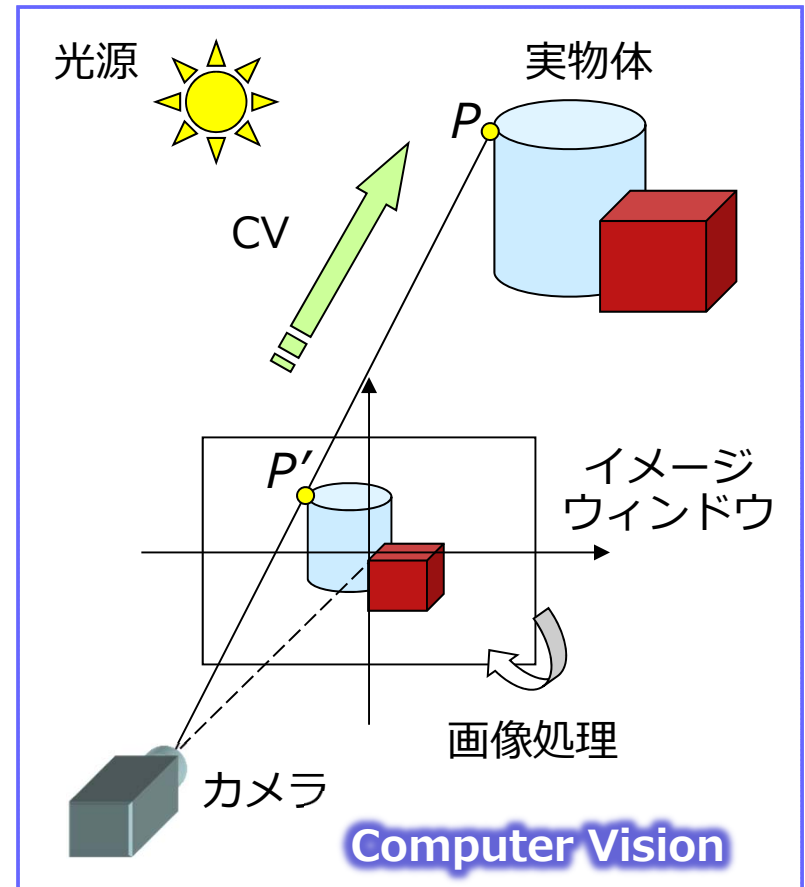 光源
実物体
P
CV
P′
イメージ
ウィンドウ
画像処理
カメラ
Computer Vision